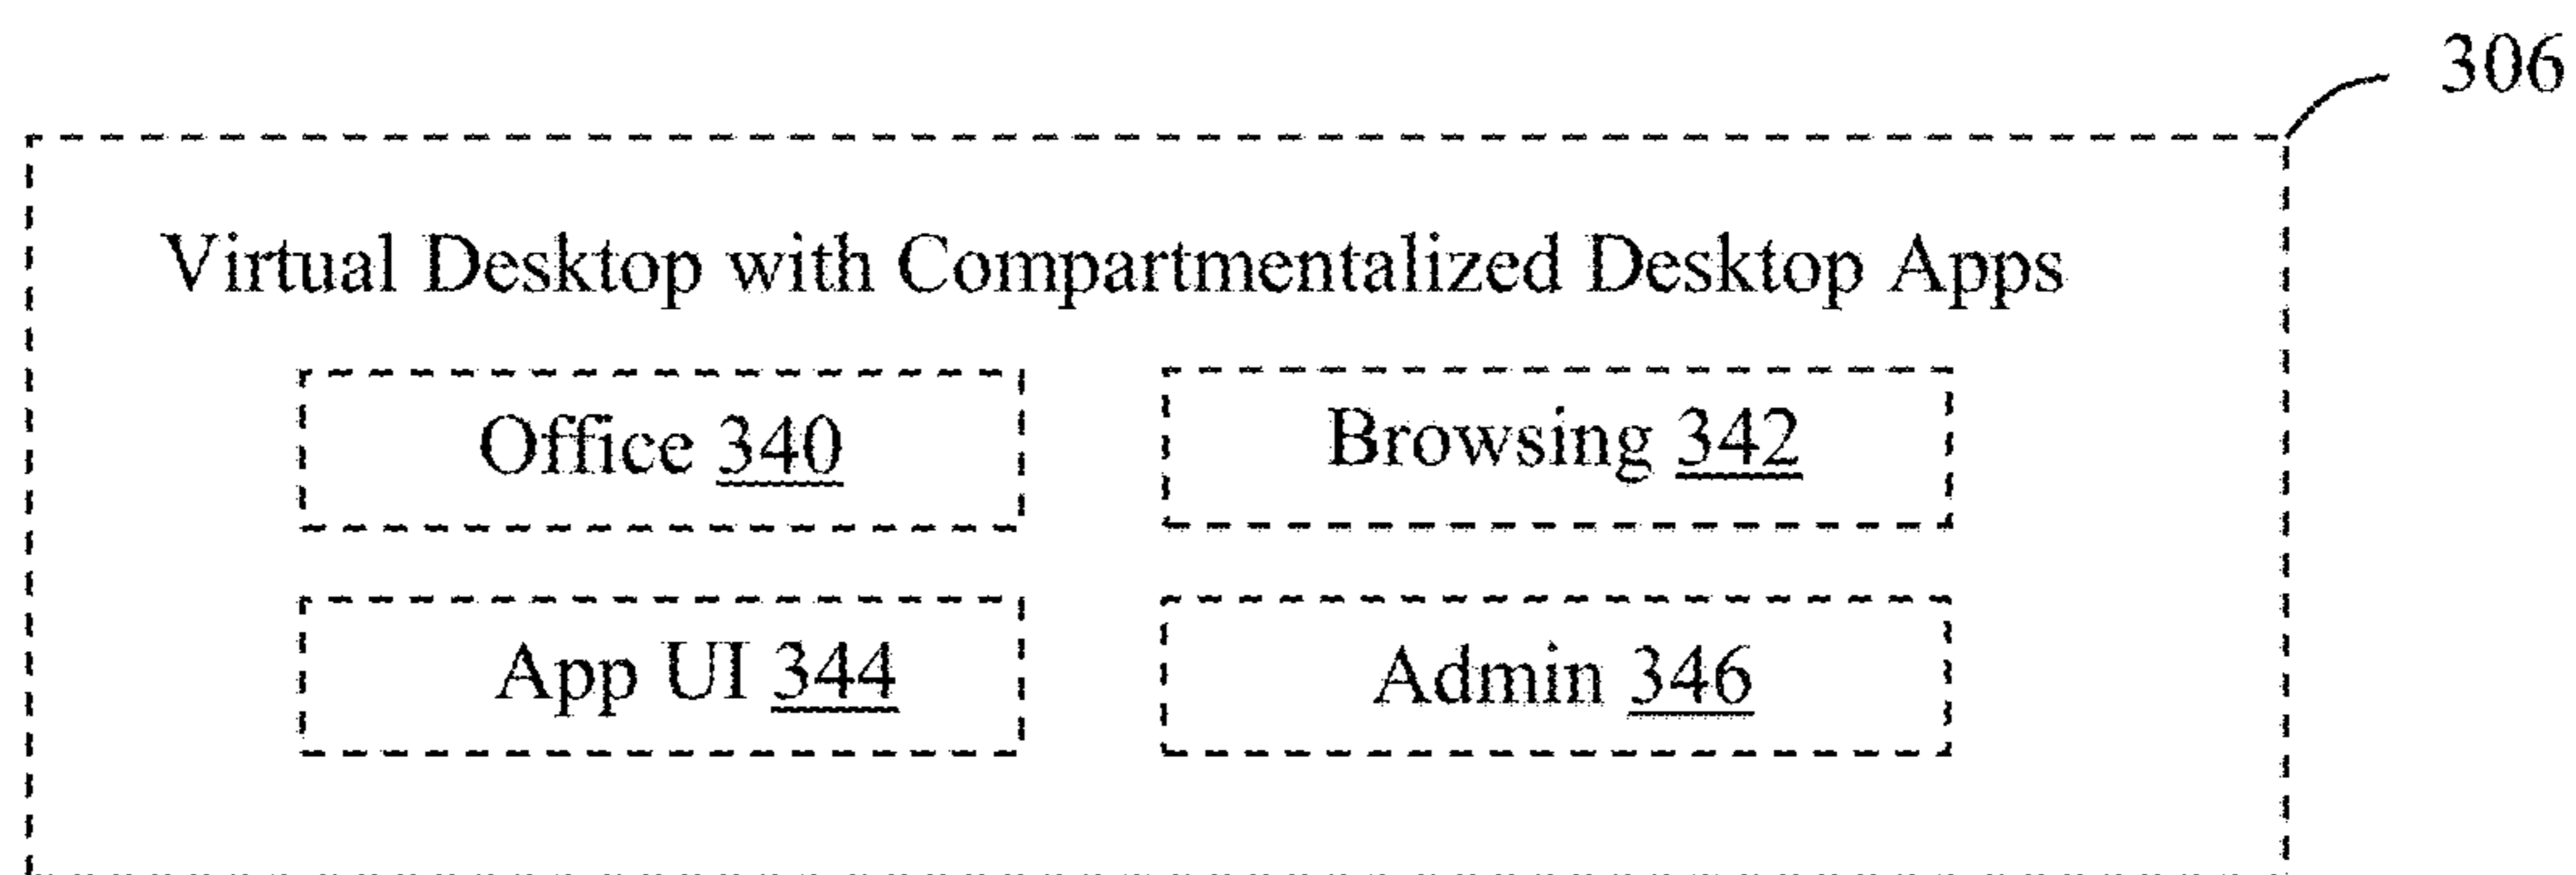 306
Virtual Desktop with Compartmentalized Desktop Apps
Office 340
Browsing 342
App UI 344
Admin 346